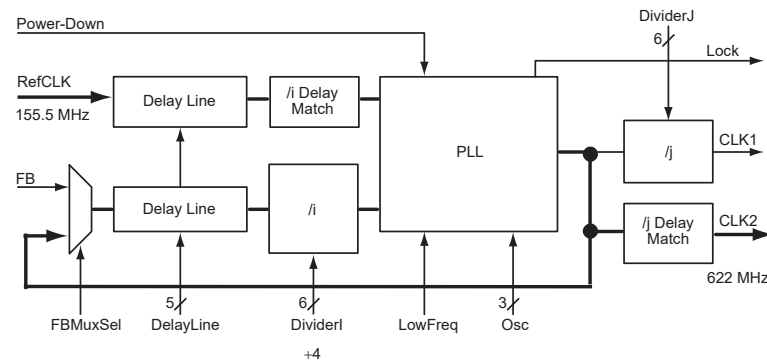 DividerJ
Power-Down
6
Lock
RefCLK
155.5 MHz
Delay Line
/i Delay
Match
PLL
/j
CLK1
FB
Delay Line
/i
/j Delay
Match
CLK2
622 MHz
5
6
3
FBMuxSel
DelayLine
DividerI
LowFreq
Osc
+4